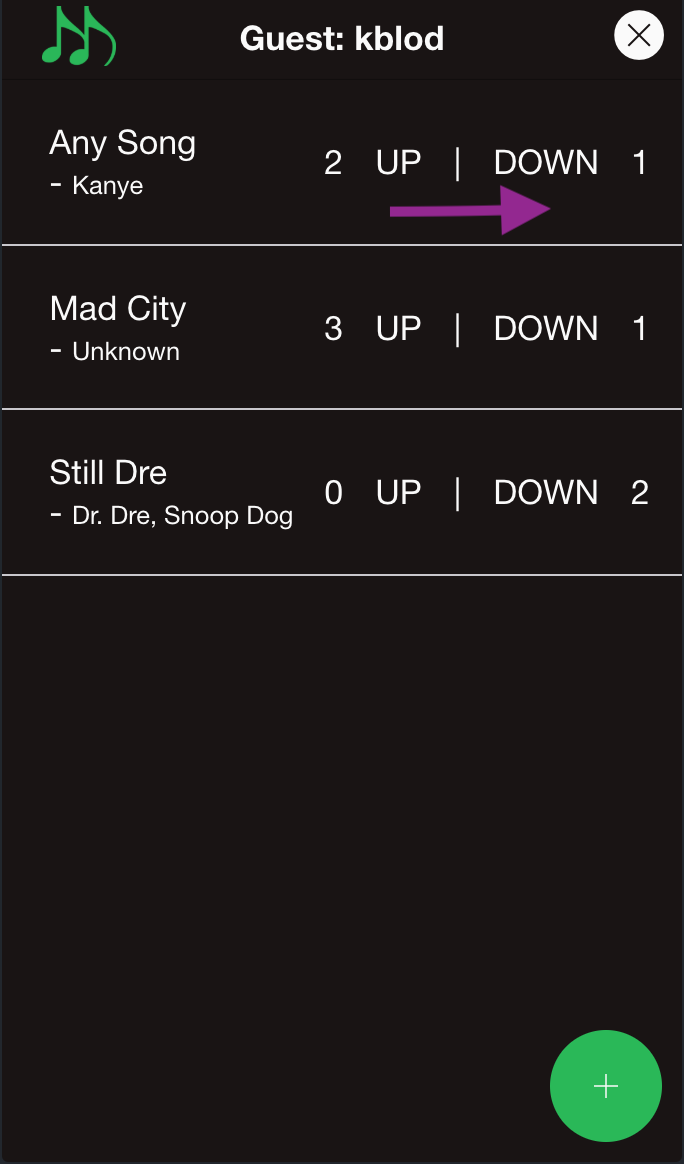 Guest: kblod
Any Song
- Kanye
2 UP | DOWN 1
Mad City
- Unknown
3 UP | DOWN 1
Still Dre
- Dr. Dre, Snoop Dog
0 UP | DOWN 2
+